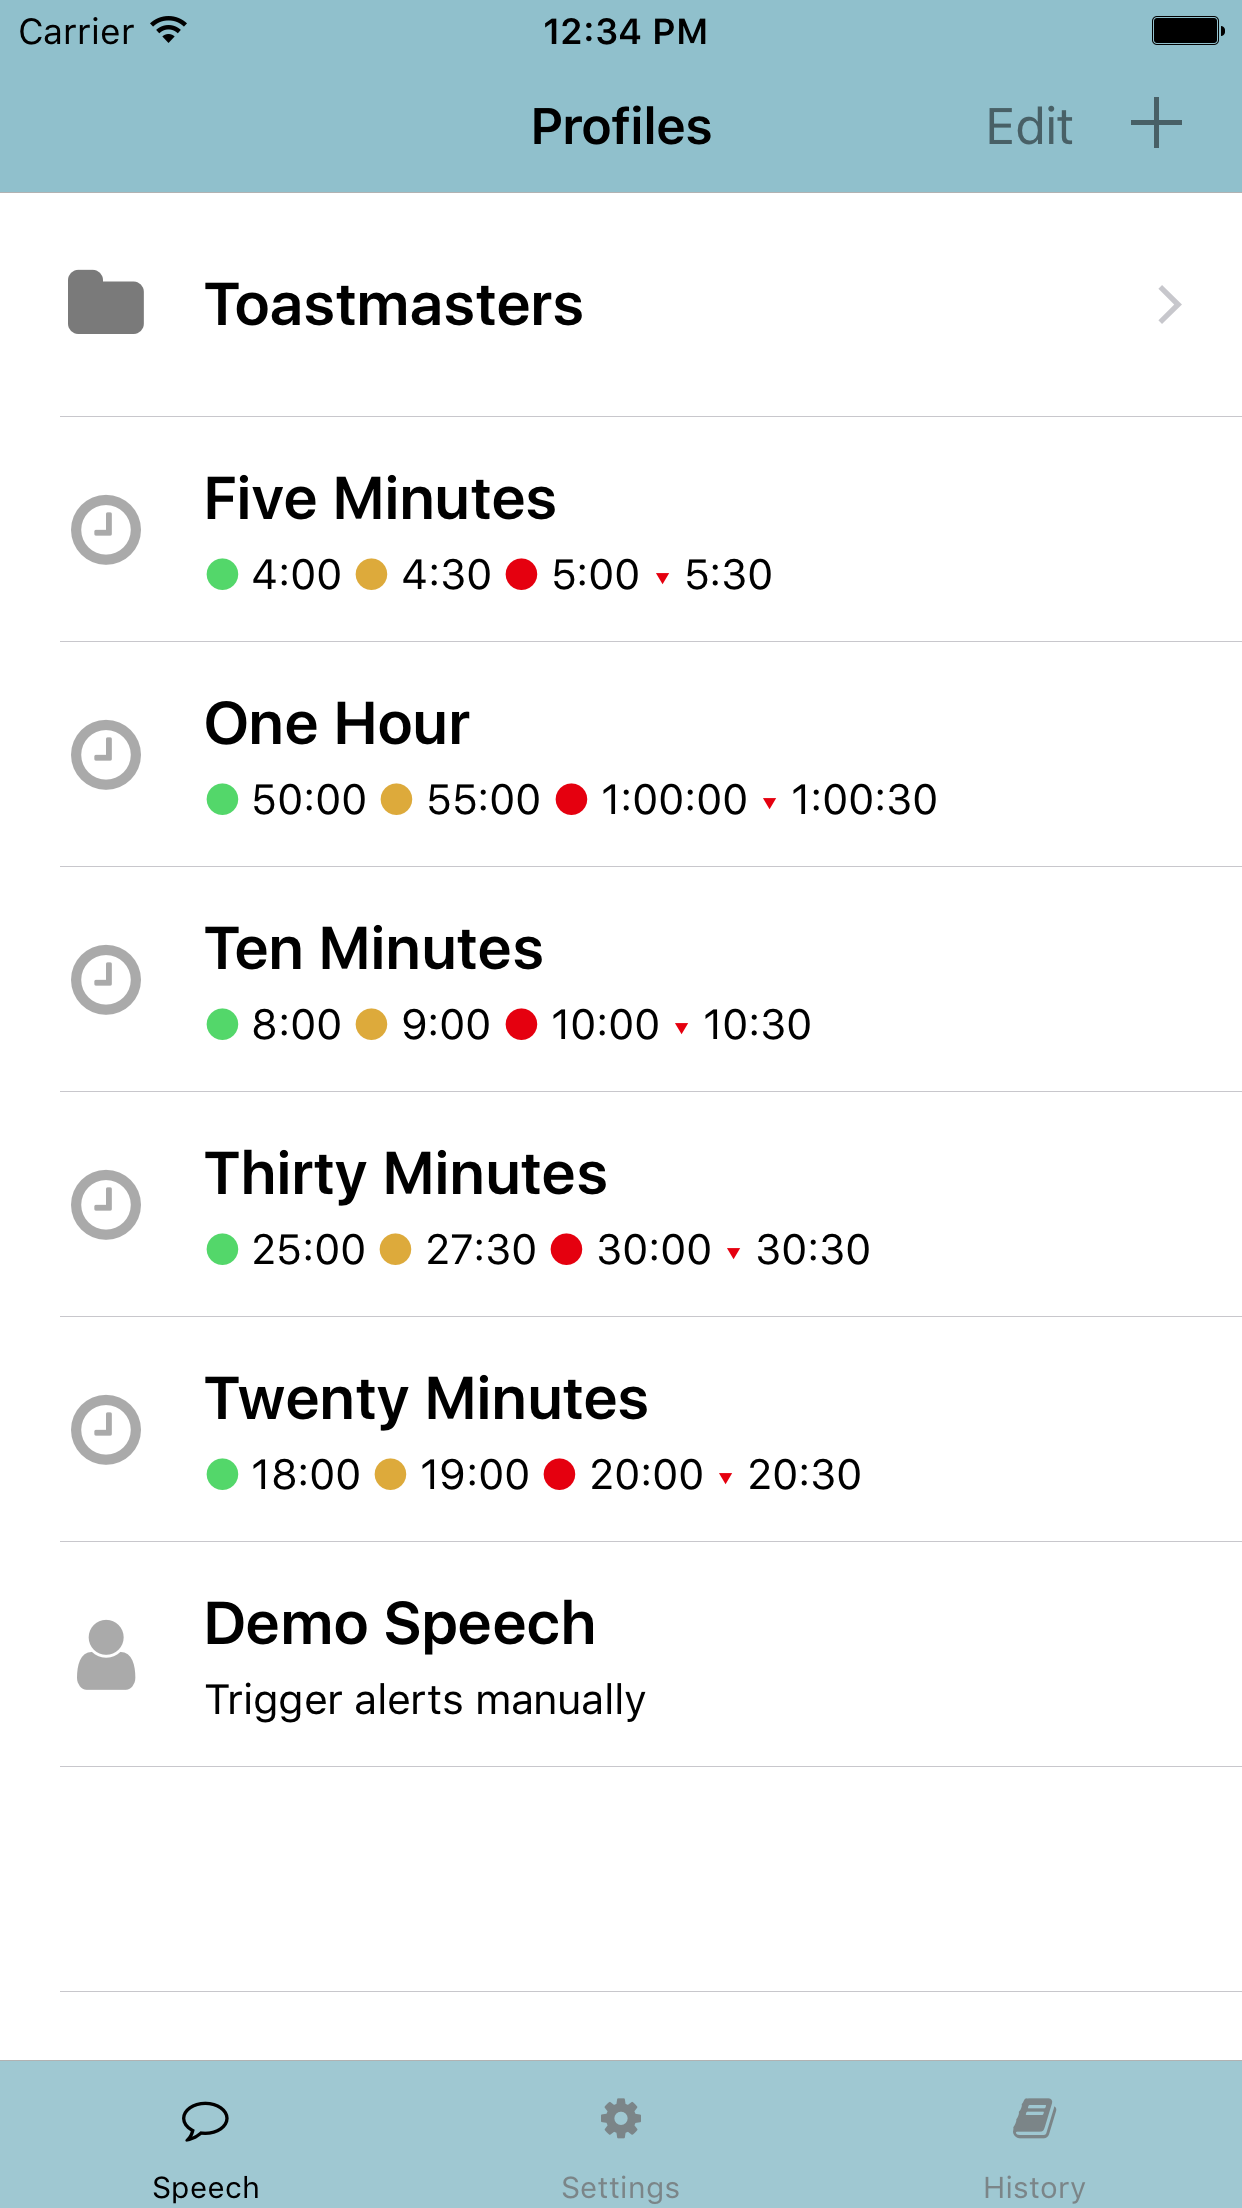 Carrier 12:34 PM
Profiles Edit
Toastmasters
Five Minutes
4:00 4:30 5:00 5:30
One Hour
50:00 55:00 1:00:00 1:00:30
Ten Minutes
8:00 9:00 10:00 10:30
Thirty Minutes
25:00 27:30 30:00 30:30
Twenty Minutes
18:00 19:00 20:00 20:30
Demo Speech
Trigger alerts manually
Speech Settings History